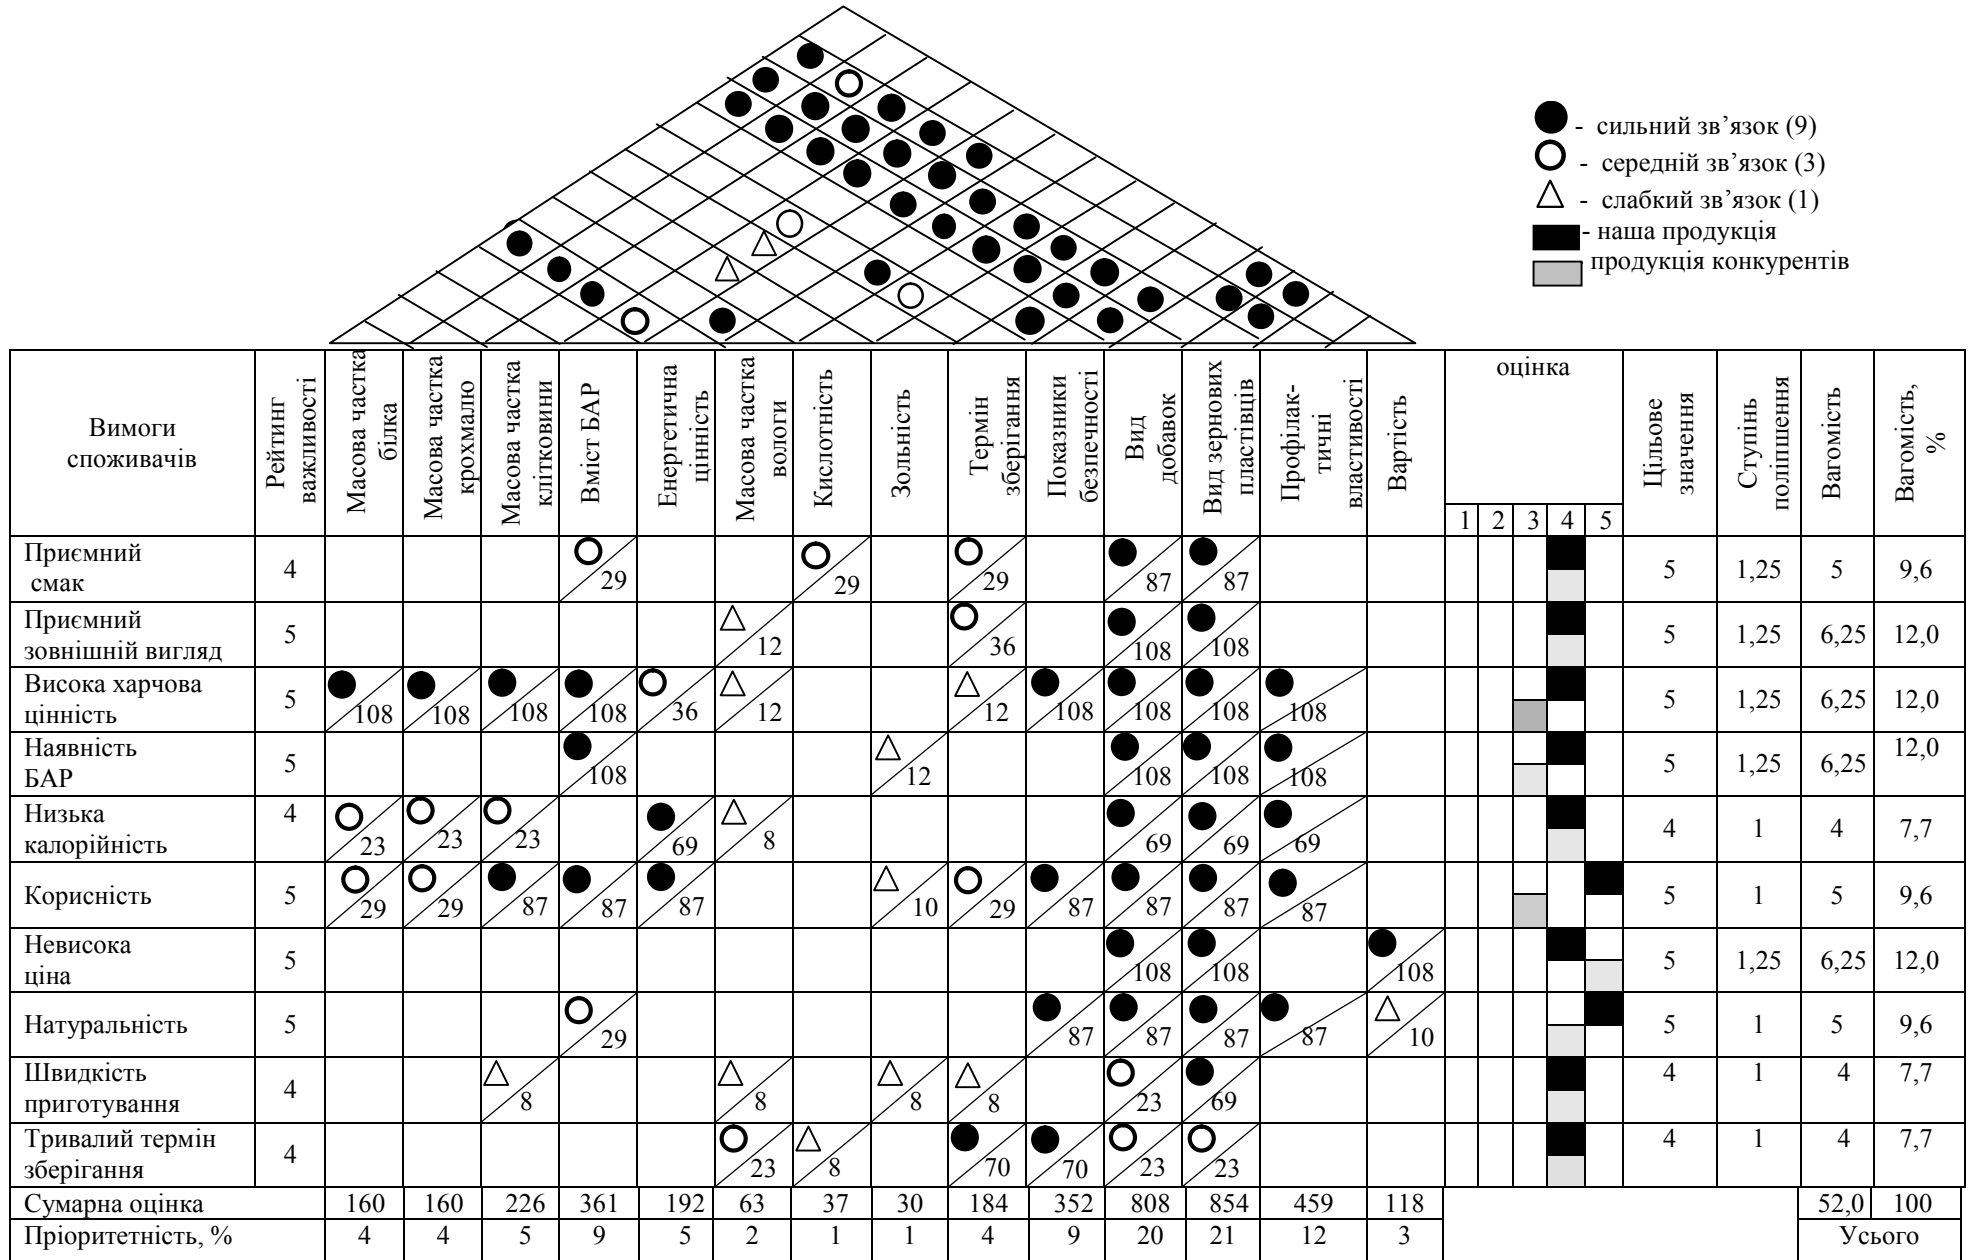 - сильний зв’язок (9)
- середній зв’язок (3)
- слабкий зв’язок (1)
- наша продукція
продукція конкурентів
Вимоги
споживачів
Рейтинг
важливості
Масова частка
білка
Масова частка
крохмалю
Масова частка
клітковини
Вміст БАР
Енергетична
цінність
Масова частка
вологи
Кислотність
Зольність
Термін
зберігання
Показники
безпечності
Вид
добавок
Вид зернових
пластівців
Профілак-
тичні
властивості
Вартість
оцінка
1 2 3 4 5
Цільове
значення
Ступінь
поліпшення
Вагомість
Вагомість,
%
Приємний
смак
4 29 29 29 87 87 5 1,25 5 9,6
Приємний
зовнішній вигляд
5 12 36 108 108 5 1,25 6,25 12,0
Висока харчова
цінність
5 108 108 108 108 36 12 12 108 108 108 108 5 1,25 6,25 12,0
Наявність
БАР
5 108 12 108 108 108 5 1,25 6,25 12,0
Низька
калорійність
4 23 23 23 69 8 69 69 69 4 1 4 7,7
Корисність 5 29 29 87 87 87 10 29 87 87 87 87 5 1 5 9,6
Невисока
ціна
5 108 108 108 5 1,25 6,25 12,0
Натуральність 5 29 87 87 87 87 10 5 1 5 9,6
Швидкість
приготування
4 8 8 8 8 23 69 4 1 4 7,7
Тривалий термін
зберігання
4 23 8 70 70 23 23 4 1 4 7,7
Сумарна оцінка 160 160 226 361 192 63 37 30 184 352 808 854 459 118 52,0 100
Пріоритетність, % 4 4 5 9 5 2 1 1 4 9 20 21 12 3 Усього